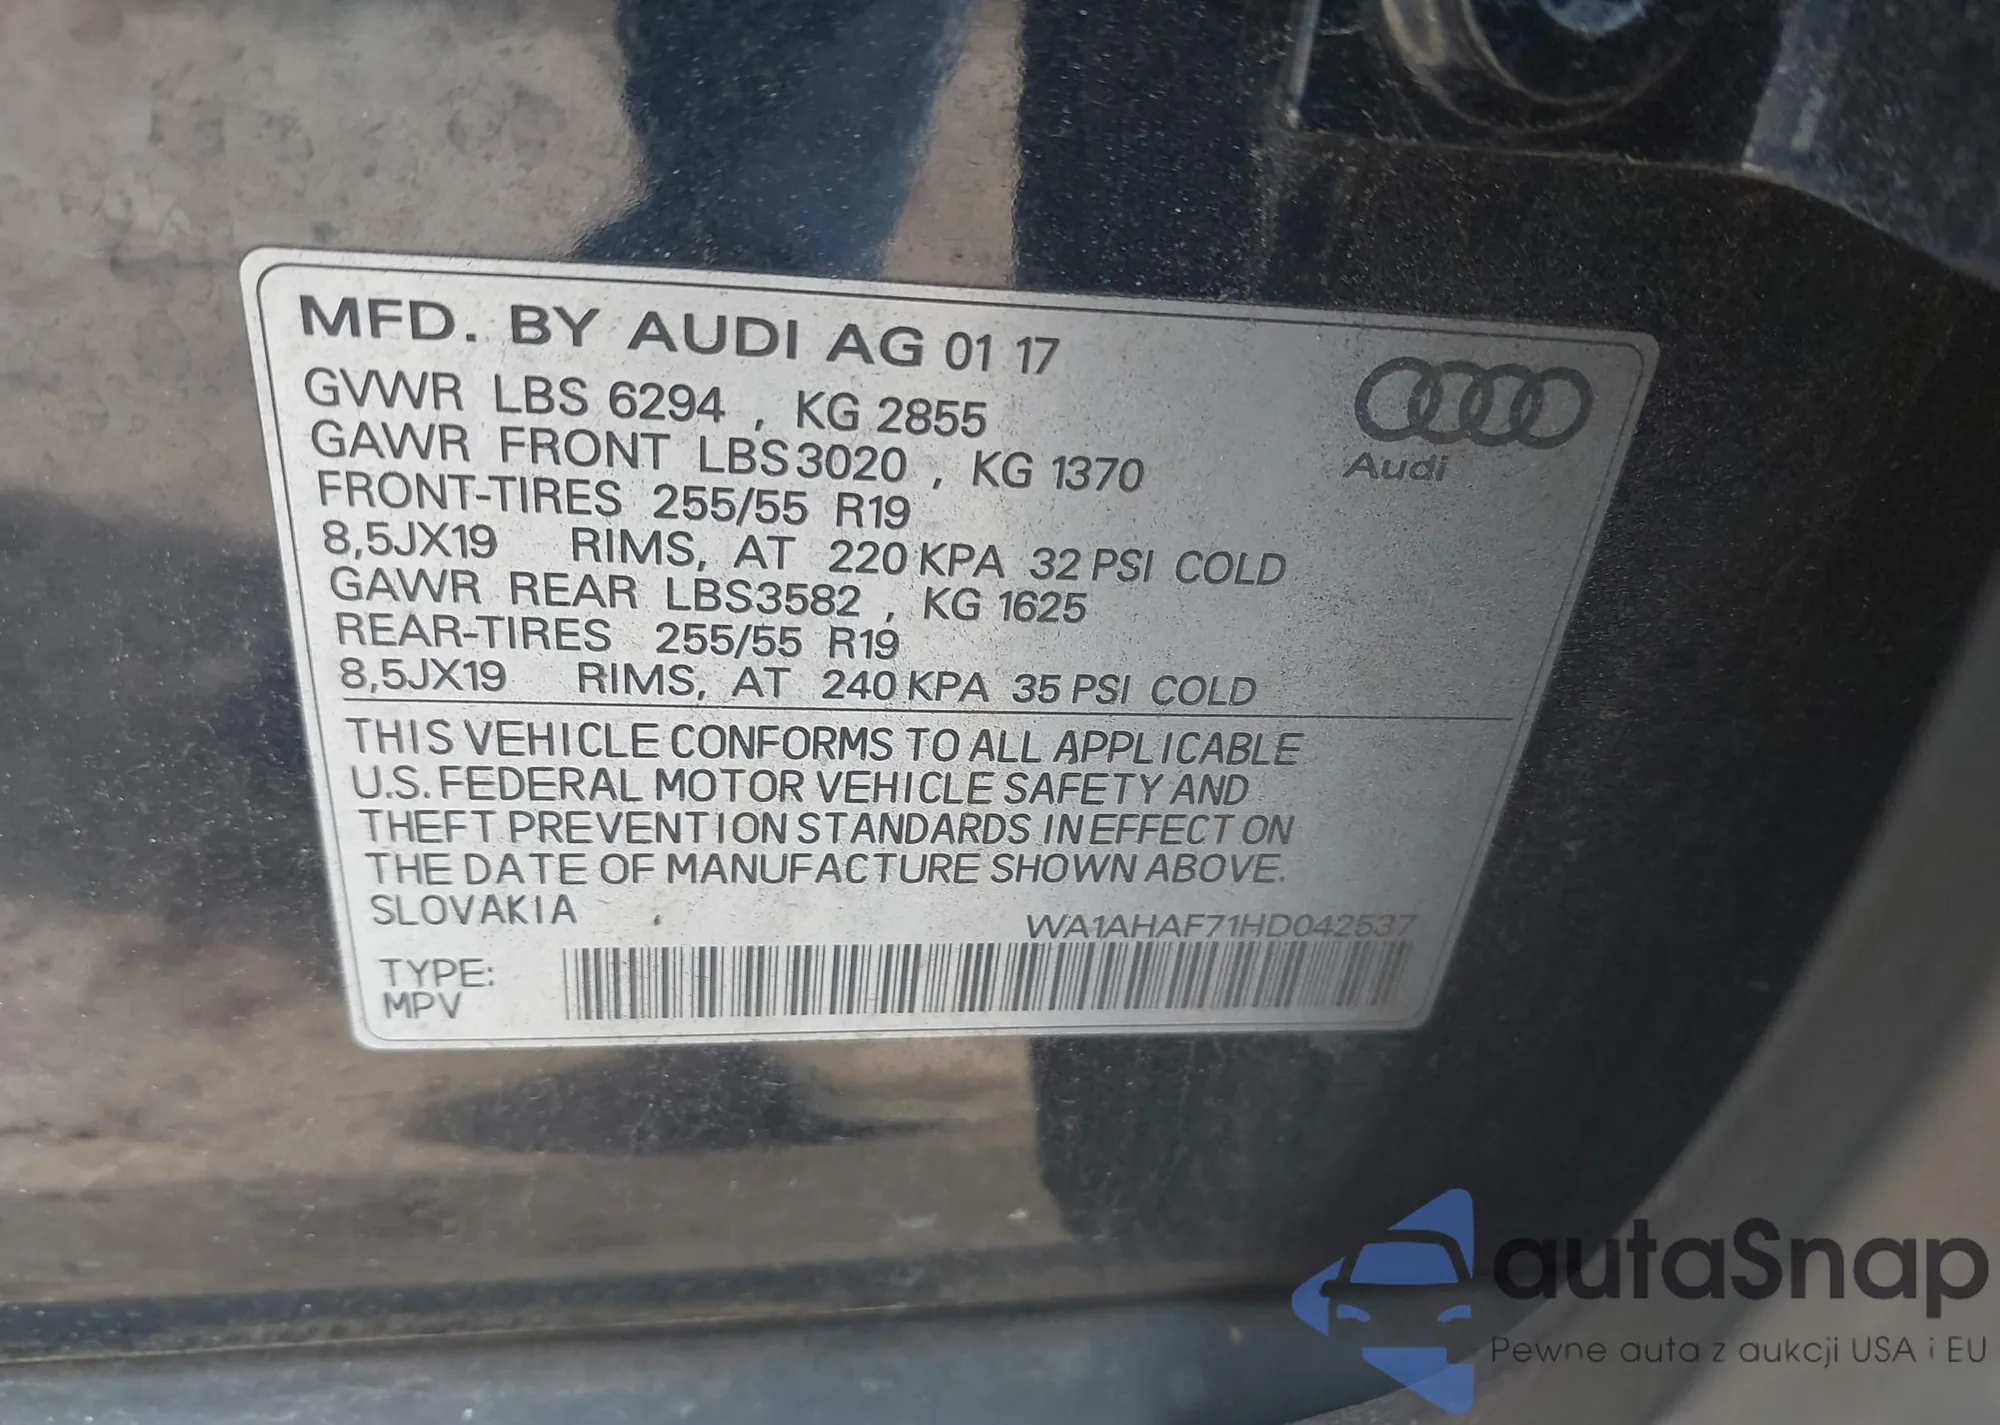 MFD. BY AUDI AG 01 17
GVWR LBS 6294 , KG 2855
GAWR FRONT LBS3020 , KG 1370
FRONT-TIRES 255/55 R19
8,5JX19 RIMS, AT 220 KPA 32 PSI COLD
GAWR REAR LBS3582 , KG 1625
REAR-TIRES 255/55 R19
8,5JX19 RIMS, AT 240 KPA 35 PSI COLD
Audi
THIS VEHICLE CONFORMS TO ALL APPLICABLE
U.S. FEDERAL MOTOR VEHICLE SAFETY AND
THEFT PREVENTION STANDARDS IN EFFECT ON
THE DATE OF MANUFACTURE SHOWN ABOVE.
SLOVAKIA
WA1AHAF71HD042537
TYPE:
MPV
autaSnap
Pewne auta z aukcji USA i EU